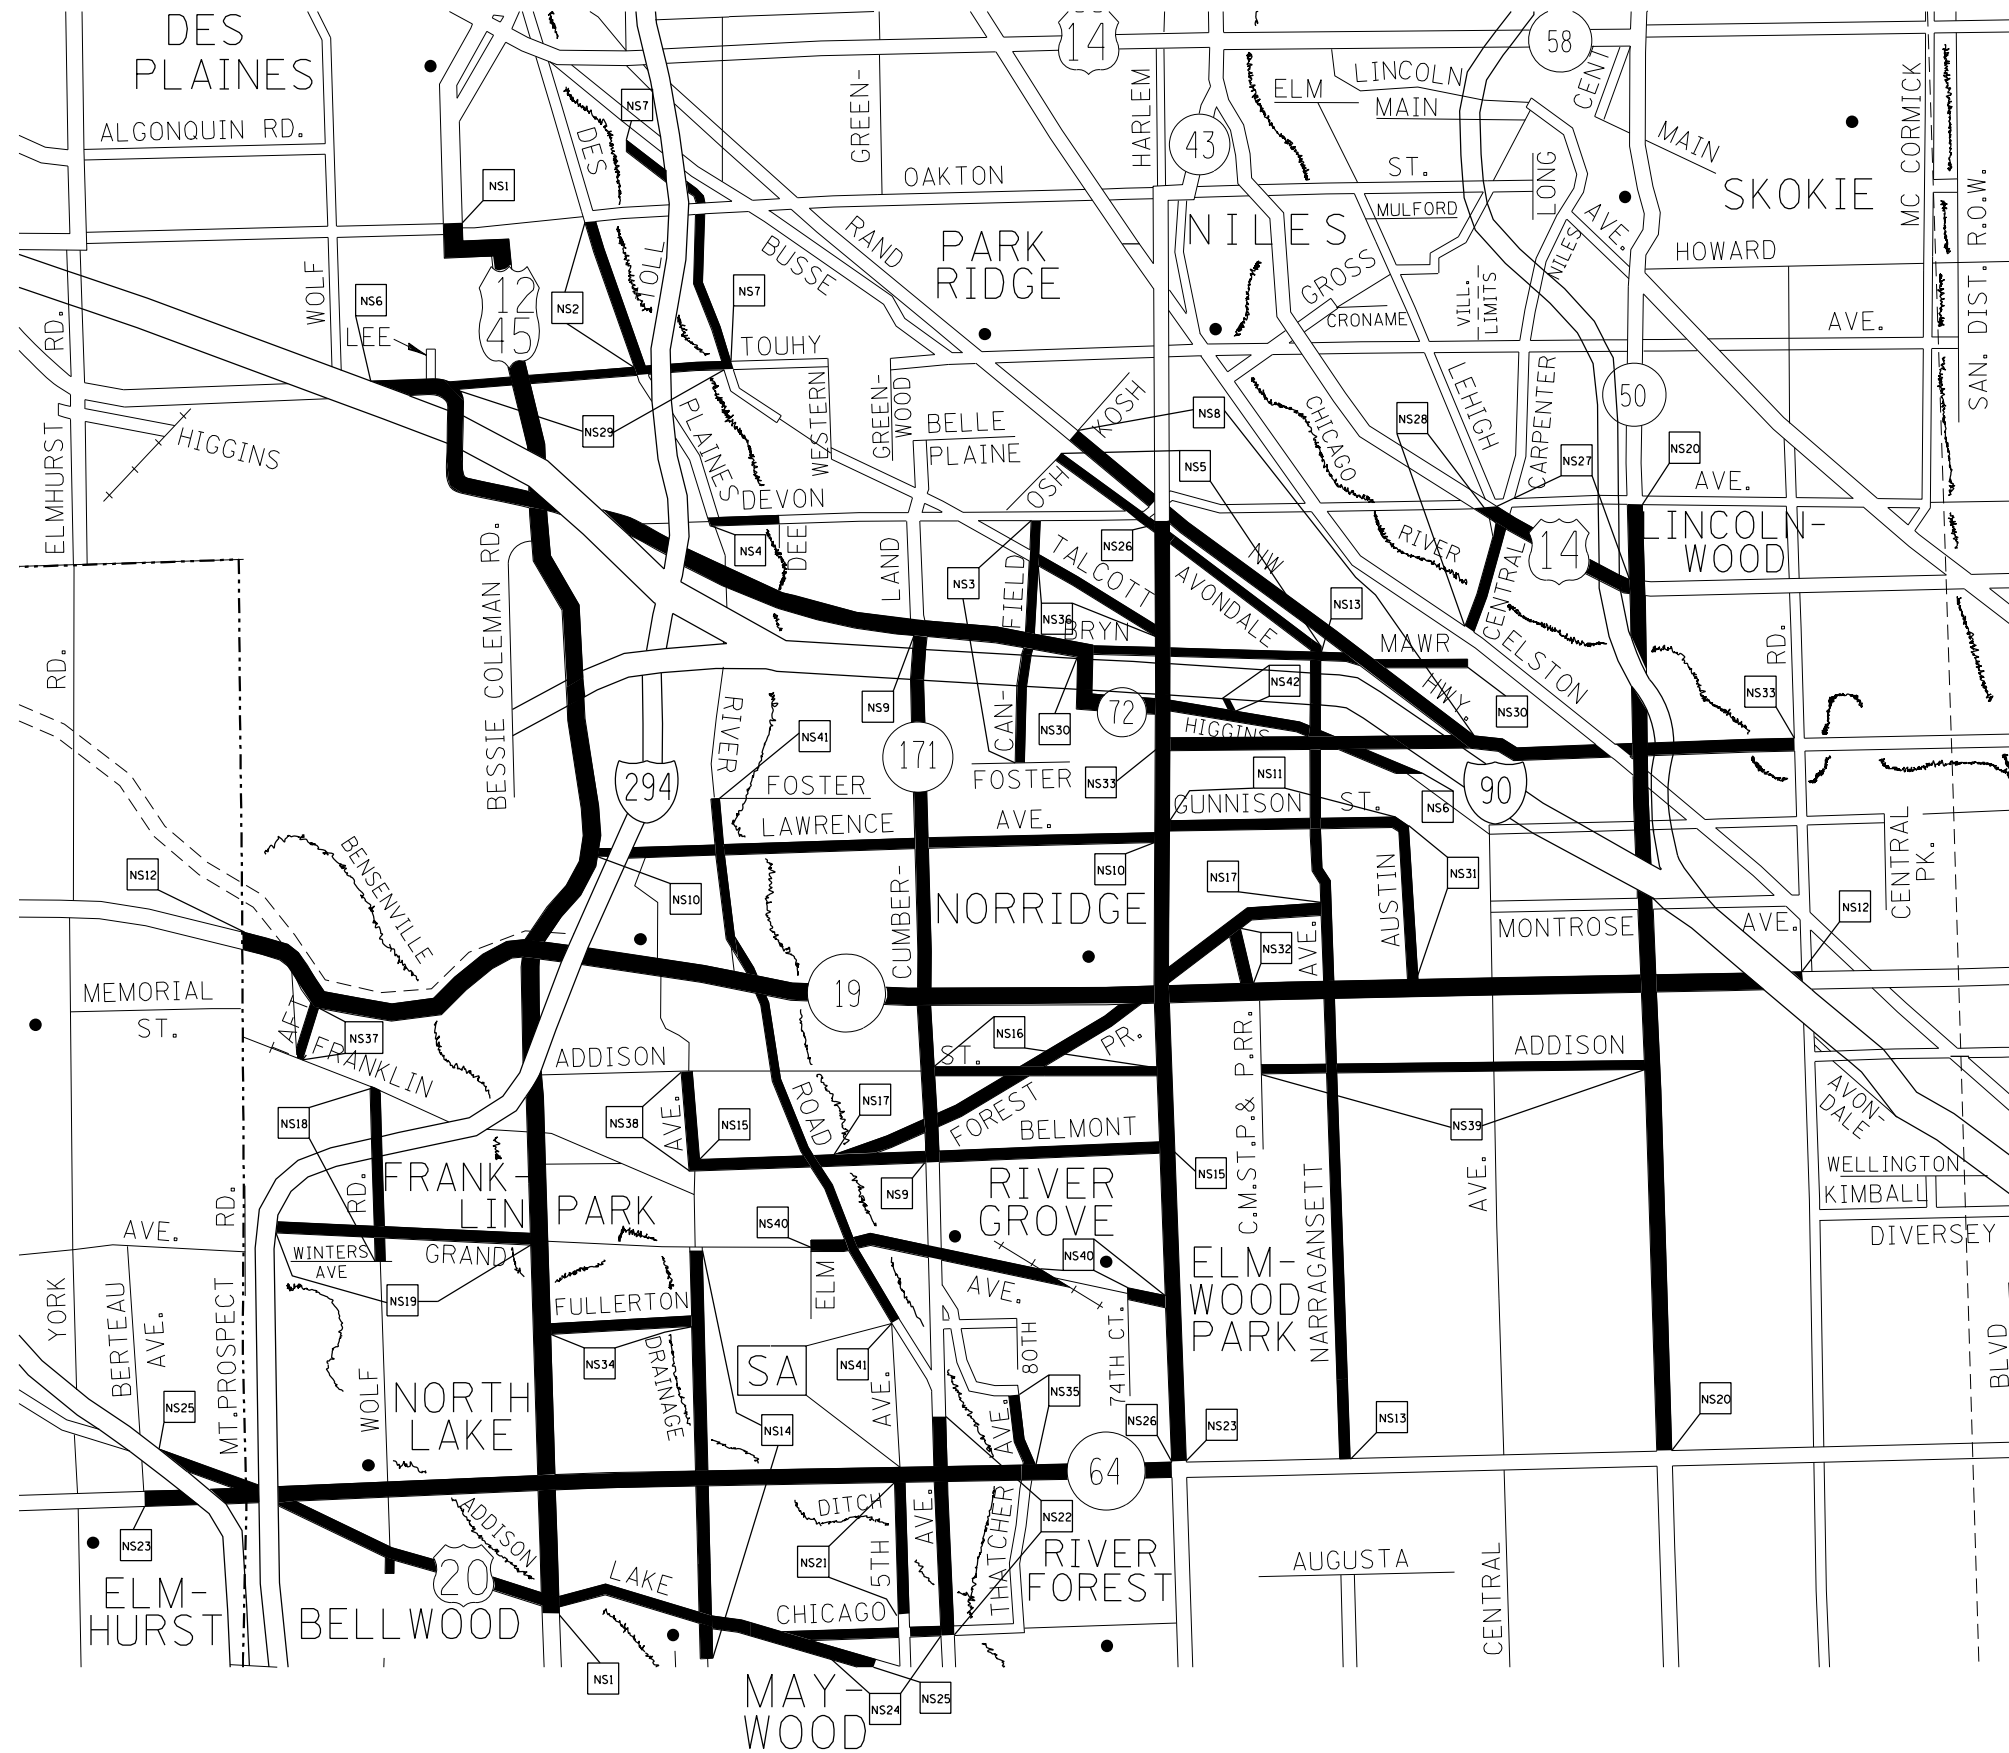 DES
PLAINES
ALGONQUIN RD.
14
58
LINCOLN
ELM
MAIN
CENT
MAIN
MC CORMICK
NS7
DES
GREEN-
HARLEM
43
OAKTON
ST.
LONG
SKOKIE
NS1
MULFORD
AVE.
HOWARD
R.O.W.
NILES
PARK
RIDGE
RAND
BUSSE
TOLL
WOLF
NS6
LEE
12
45
NS2
NS7
TOUHY
GROSS
CRONAME
VILL.
LIMITS
NILES
AVE.
SAN. DIST.
RD.
ELMHURST
HIGGINS
NS29
PLAINES
WESTERN
GREEN-
WOOD
BELLE
PLAINE
KOSH
OSH
NS8
NS5
CHICAGO
NS28
LEHIGH
CARPENTER
50
NS27
NS20
AVE.
DEVON
NS4
DEE
LAND
NS3
FIELD
TALCOTT
NS26
AVONDALE
NW
RIVER
CENTRAL
14
LINCOLN-
WOOD
BESSIE COLEMAN RD.
NS36
BRYN
NS13
MAWR
ELSTON
RD.
RD.
RIVER
NS41
NS9
171
CAN-
NS30
72
NS42
HIGGINS
HWY.
NS30
NS33
FOSTER
FOSTER
NS33
NS11
GUNNISON
ST.
NS6
90
294
LAWRENCE
AVE.
BENSENVILLE
NS12
NS10
CUMBER-
NORRIDGE
NS10
NS17
AUSTIN
NS31
NS12
CENTRAL
PK.
MONTROSE
AVE.
NS32
AVE.
MEMORIAL
ST.
TAFT
NS37
FRANKLIN
19
ADDISON
ST.
NS16
PR.
ADDISON
NS18
NS38
AVE.
NS15
ROAD
NS17
FOREST
BELMONT
C.M.ST.P.& P.RR.
NS39
AVON-
DALE
RD.
FRANK-
LIN PARK
NS9
RIVER
GROVE
NS15
AVE.
WELLINGTON
KIMBALL
DIVERSEY
AVE.
RD.
WINTERS
AVE
GRAND
NS40
NS40
ELM-
WOOD
PARK
NARRAGANSETT
YORK
BERTEAU
AVE.
MT.PROSPECT
NS19
FULLERTON
ELM
AVE.
NS34
DRAINAGE
SA
NS41
80TH
74TH CT.
BLVD
NS25
WOLF
NORTH
LAKE
NS14
AVE.
AVE.
NS35
NS26
NS23
NS13
NS20
64
NS23
ADDISON
DITCH
AVE.
THATCHER
NS22
20
LAKE
NS21
5TH
RIVER
FOREST
AUGUSTA
ELM-
HURST
BELLWOOD
CHICAGO
CENTRAL
NS1
MAY-
WOOD
NS24
NS25